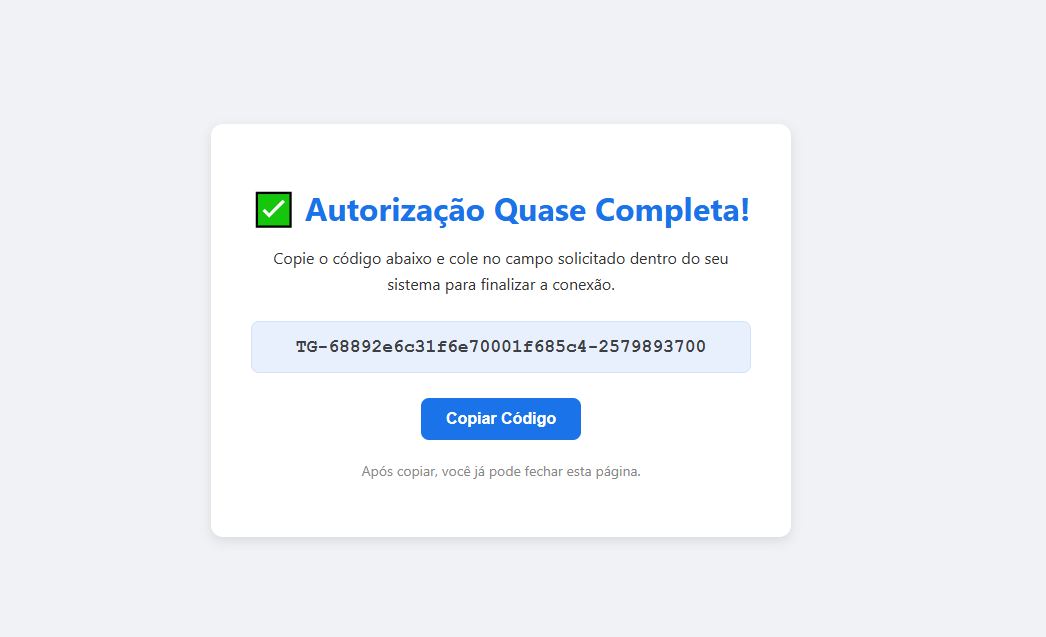 ✅ Autorização Quase Completa!
Copie o código abaixo e cole no campo solicitado dentro do seu
sistema para finalizar a conexão.
TG-68892e6c31f6e70001f685c4-2579893700
Copiar Código
Após copiar, você já pode fechar esta página.